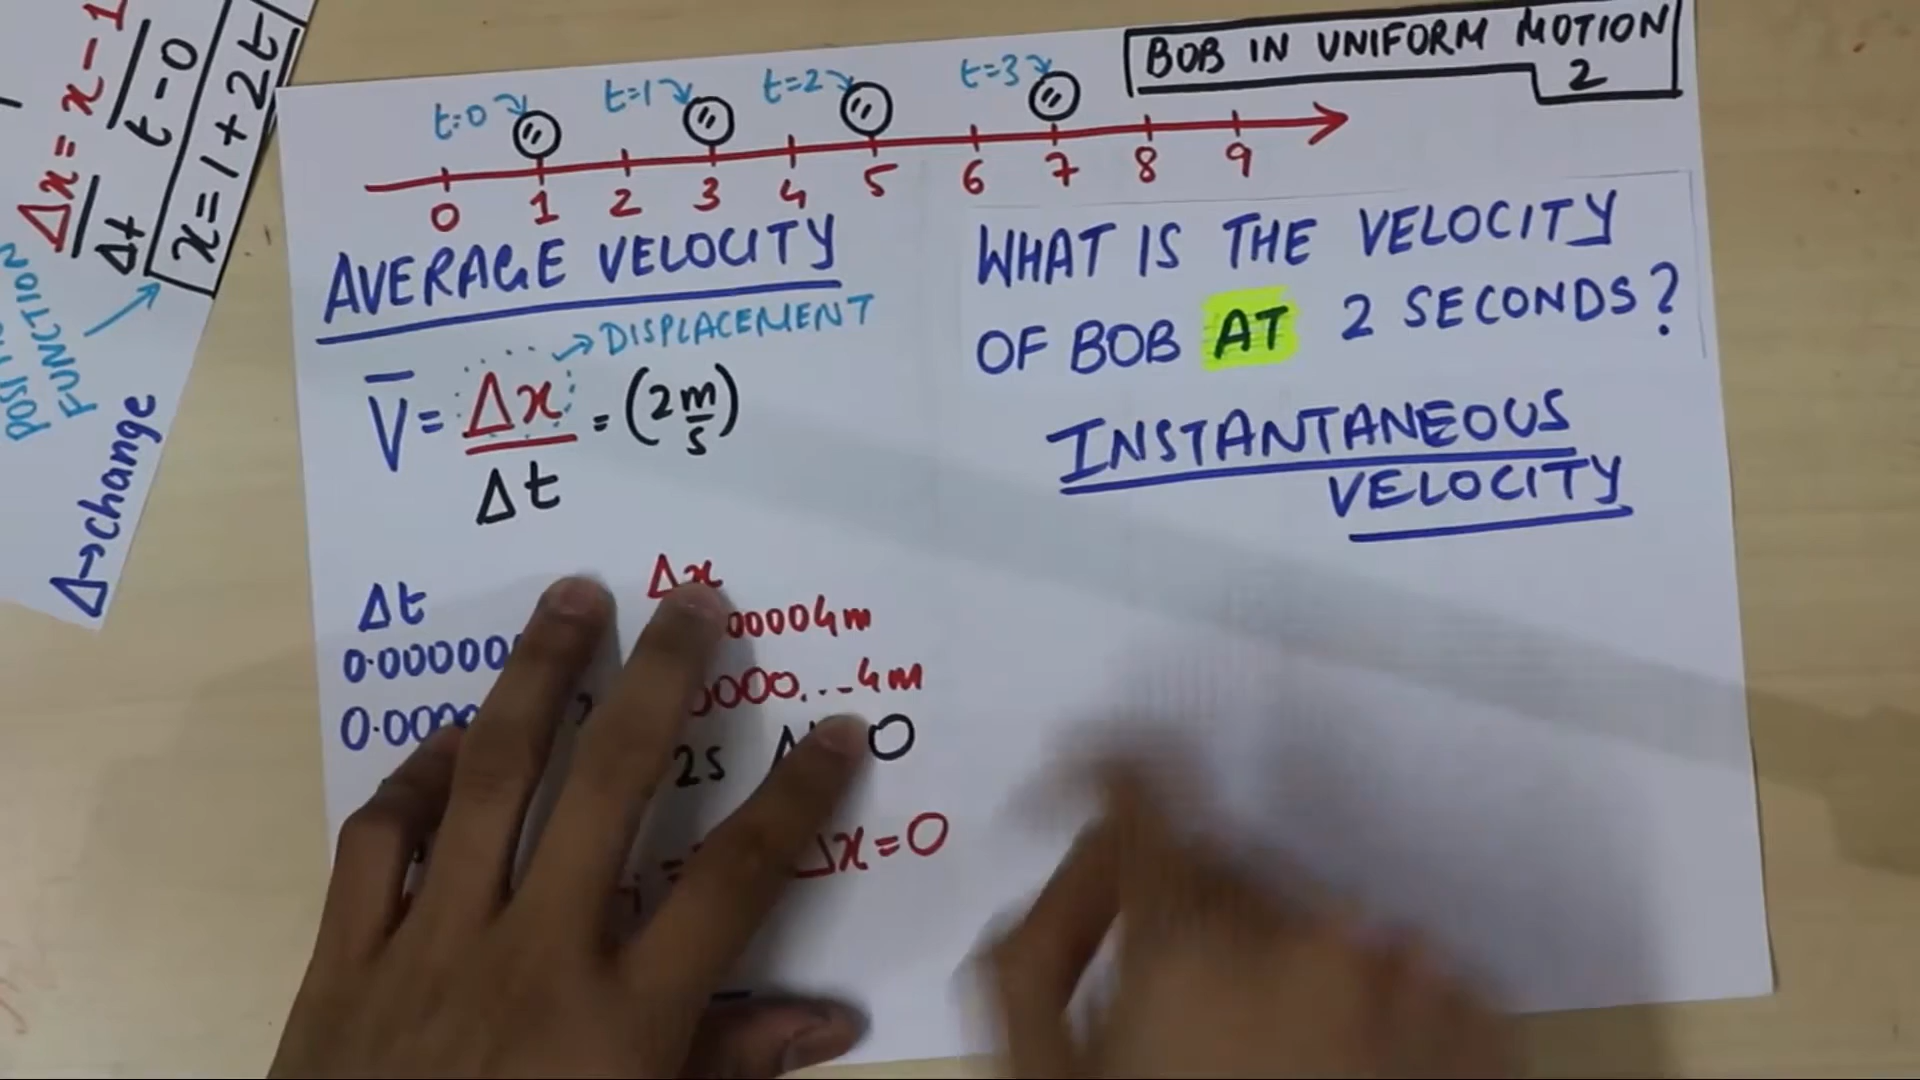 Δx = x - 1
Δt t - 0
x = 1 + 2t
FUNCTION
Δ→change
BOB IN UNIFORM MOTION
2
t=0 t=1 t=2 t=3
0 1 2 3 4 5 6 7 8 9
AVERAGE VELOCITY
DISPLACEMENT
V = Δx = (2 m
Δt s)
Δt Δx
0.00000 00004m
0.0000 0000...4m
2s 0
Δx=0
WHAT IS THE VELOCITY
OF BOB AT 2 SECONDS?
INSTANTANEOUS
VELOCITY